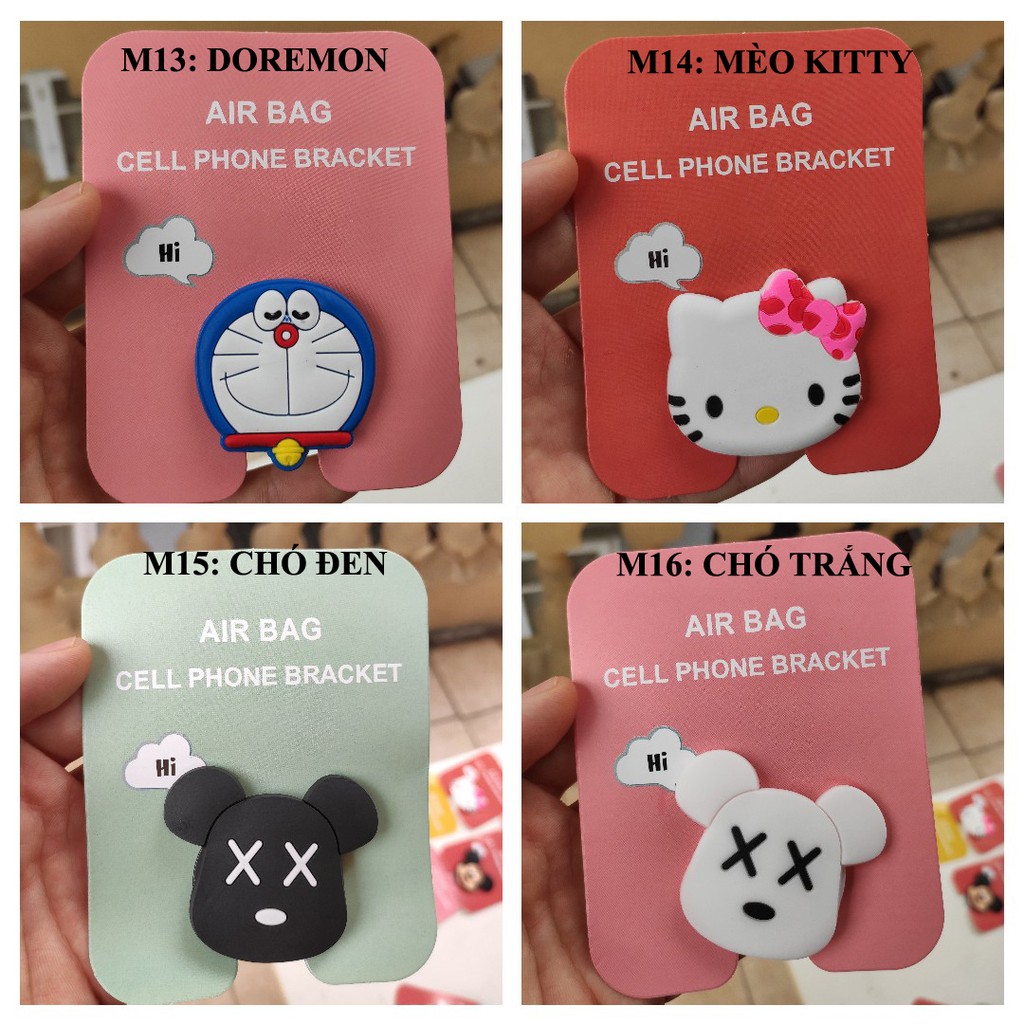 M13: DOREMON
AIR BAG
CELL PHONE BRACKET
Hi
M14: MÈO KITTY
AIR BAG
CELL PHONE BRACKET
Hi
M15: CHÓ ĐEN
AIR BAG
CELL PHONE BRACKET
Hi
M16: CHÓ TRẮNG
AIR BAG
CELL PHONE BRACKET
Hi